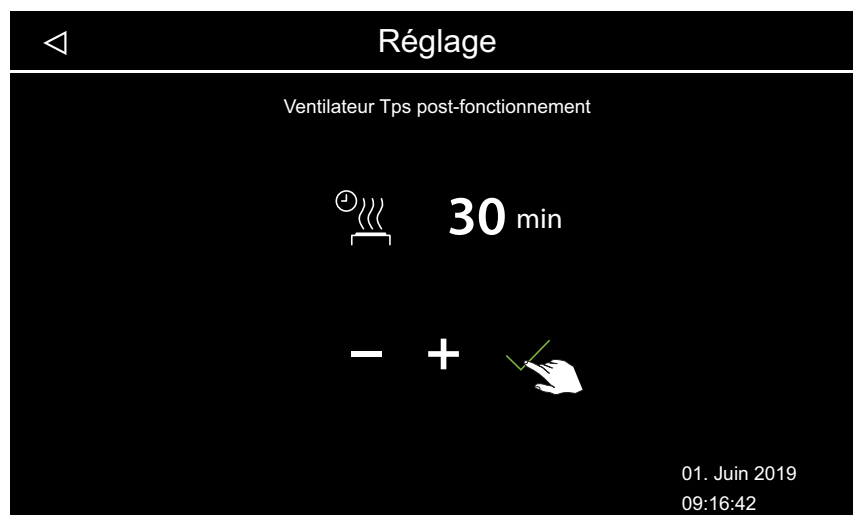 Réglage
Ventilateur Tps post-fonctionnement
30 min
01. Juin 2019
09:16:42